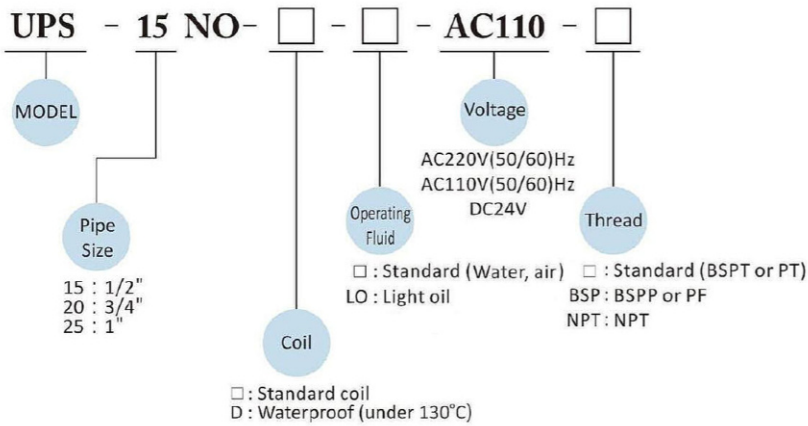 UPS - 15 NO- □ - □ - AC110 - □
MODEL
Voltage
AC220V(50/60)Hz
AC110V(50/60)Hz
DC24V
Pipe
Size
15 : 1/2"
20 : 3/4"
25 : 1"
Operating
Fluid
□ : Standard (Water, air)
LO : Light oil
Thread
□ : Standard (BSPT or PT)
BSP : BSPP or PF
NPT : NPT
Coil
□ : Standard coil
D : Waterproof (under 130°C)